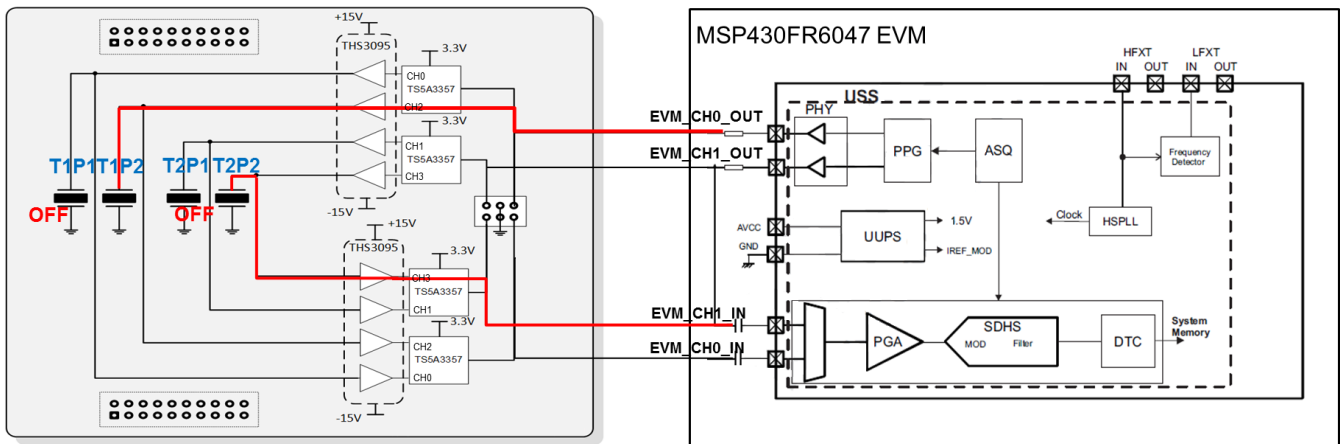 +15V
THS3095
3.3V
CH0
TS5A3357
CH2
3.3V
CH1
TS5A3357
CH3
-15V
T1P1
T1P2
T2P1
T2P2
OFF
OFF
+15V
THS3095
3.3V
CH3
TS5A3357
CH1
3.3V
CH2
TS5A3357
CH0
-15V
EVM_CH0_OUT
EVM_CH1_OUT
EVM_CH1_IN
EVM_CH0_IN
MSP430FR6047 EVM
HFXT
LFXT
IN
OUT
IN
OUT
USS
PHY
PPG
ASQ
Frequency
Detector
HSPLL
Clock
AVCC
GND
UUPS
1.5V
IREF_MOD
PGA
SDHS
MOD
Filter
DTC
System
Memory